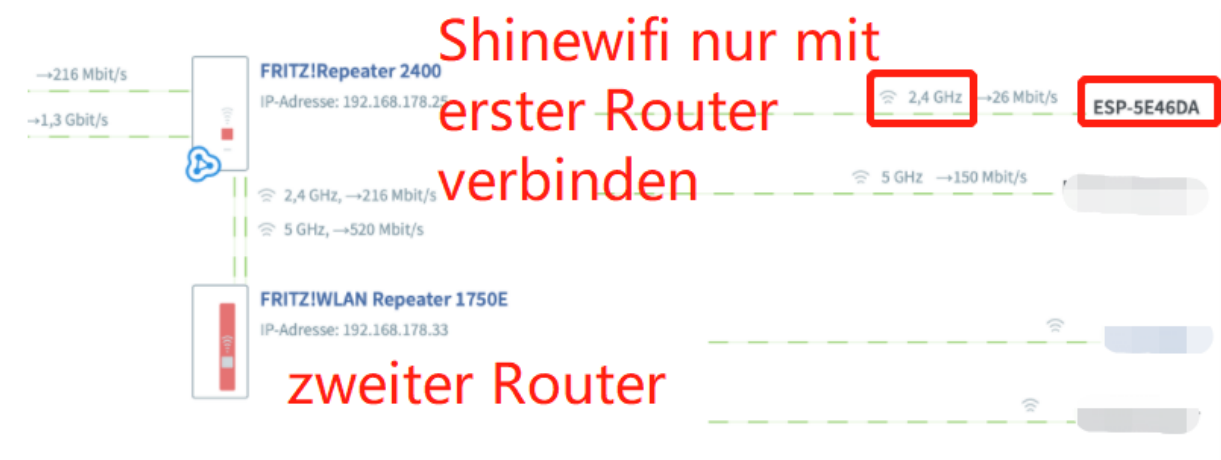 Shinewifi nur mit
erster Router
verbinden
→216 Mbit/s
→1,3 Gbit/s
FRITZ!Repeater 2400
IP-Adresse: 192.168.178.25
2,4 GHz →26 Mbit/s
ESP-5E46DA
5 GHz →150 Mbit/s
2,4 GHz, →216 Mbit/s
5 GHz, →520 Mbit/s
FRITZ!WLAN Repeater 1750E
IP-Adresse: 192.168.178.33
zweiter Router